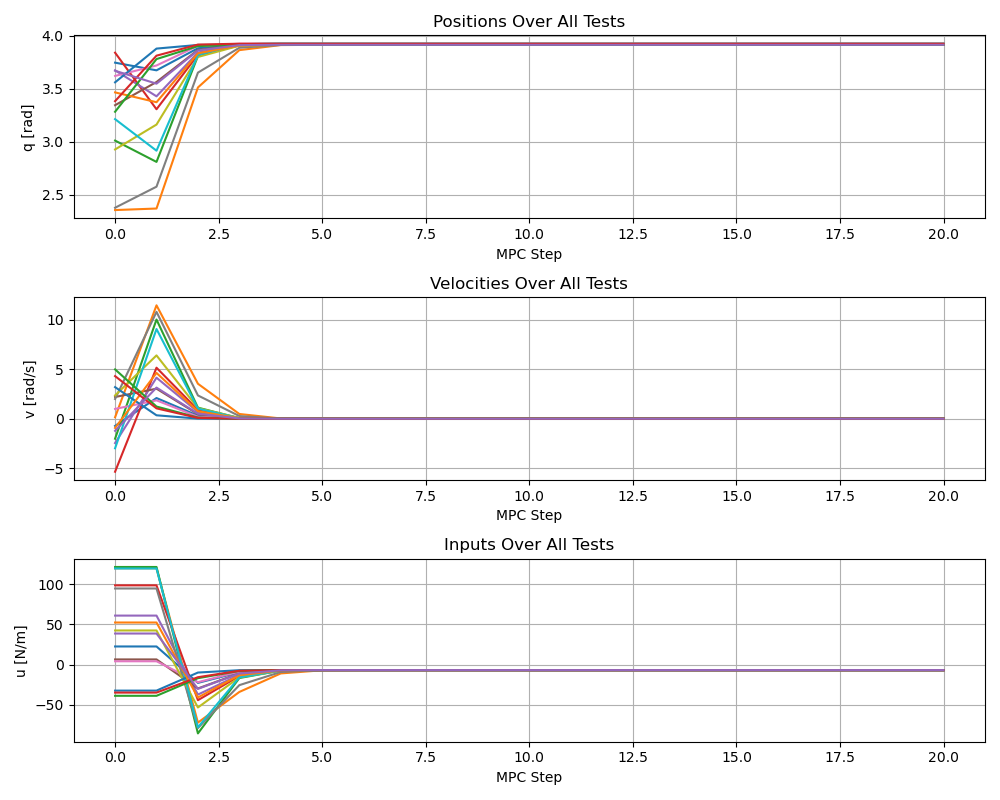 Positions Over All Tests
q [rad]
4.0
3.5
3.0
2.5
0.0 2.5 5.0 7.5 10.0 12.5 15.0 17.5 20.0
MPC Step
Velocities Over All Tests
v [rad/s]
10
5
0
−5
0.0 2.5 5.0 7.5 10.0 12.5 15.0 17.5 20.0
MPC Step
Inputs Over All Tests
u [N/m]
100
50
0
−50
0.0 2.5 5.0 7.5 10.0 12.5 15.0 17.5 20.0
MPC Step